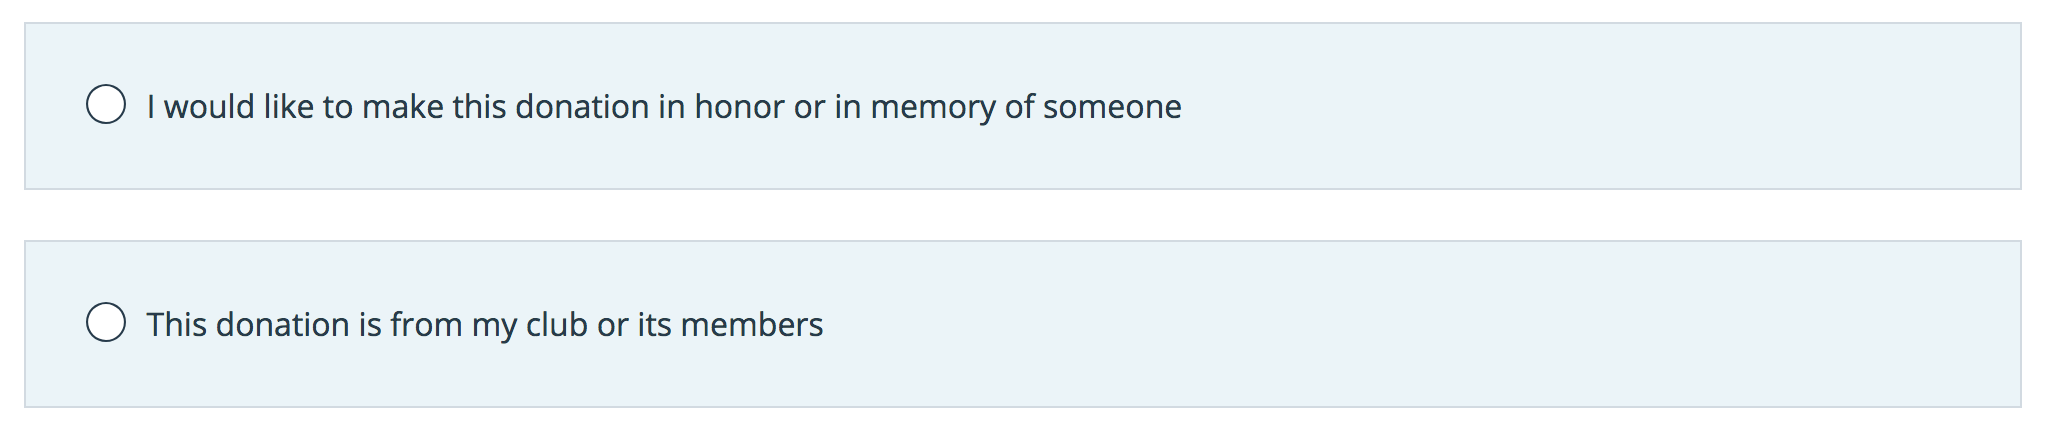 I would like to make this donation in honor or in memory of someone
This donation is from my club or its members